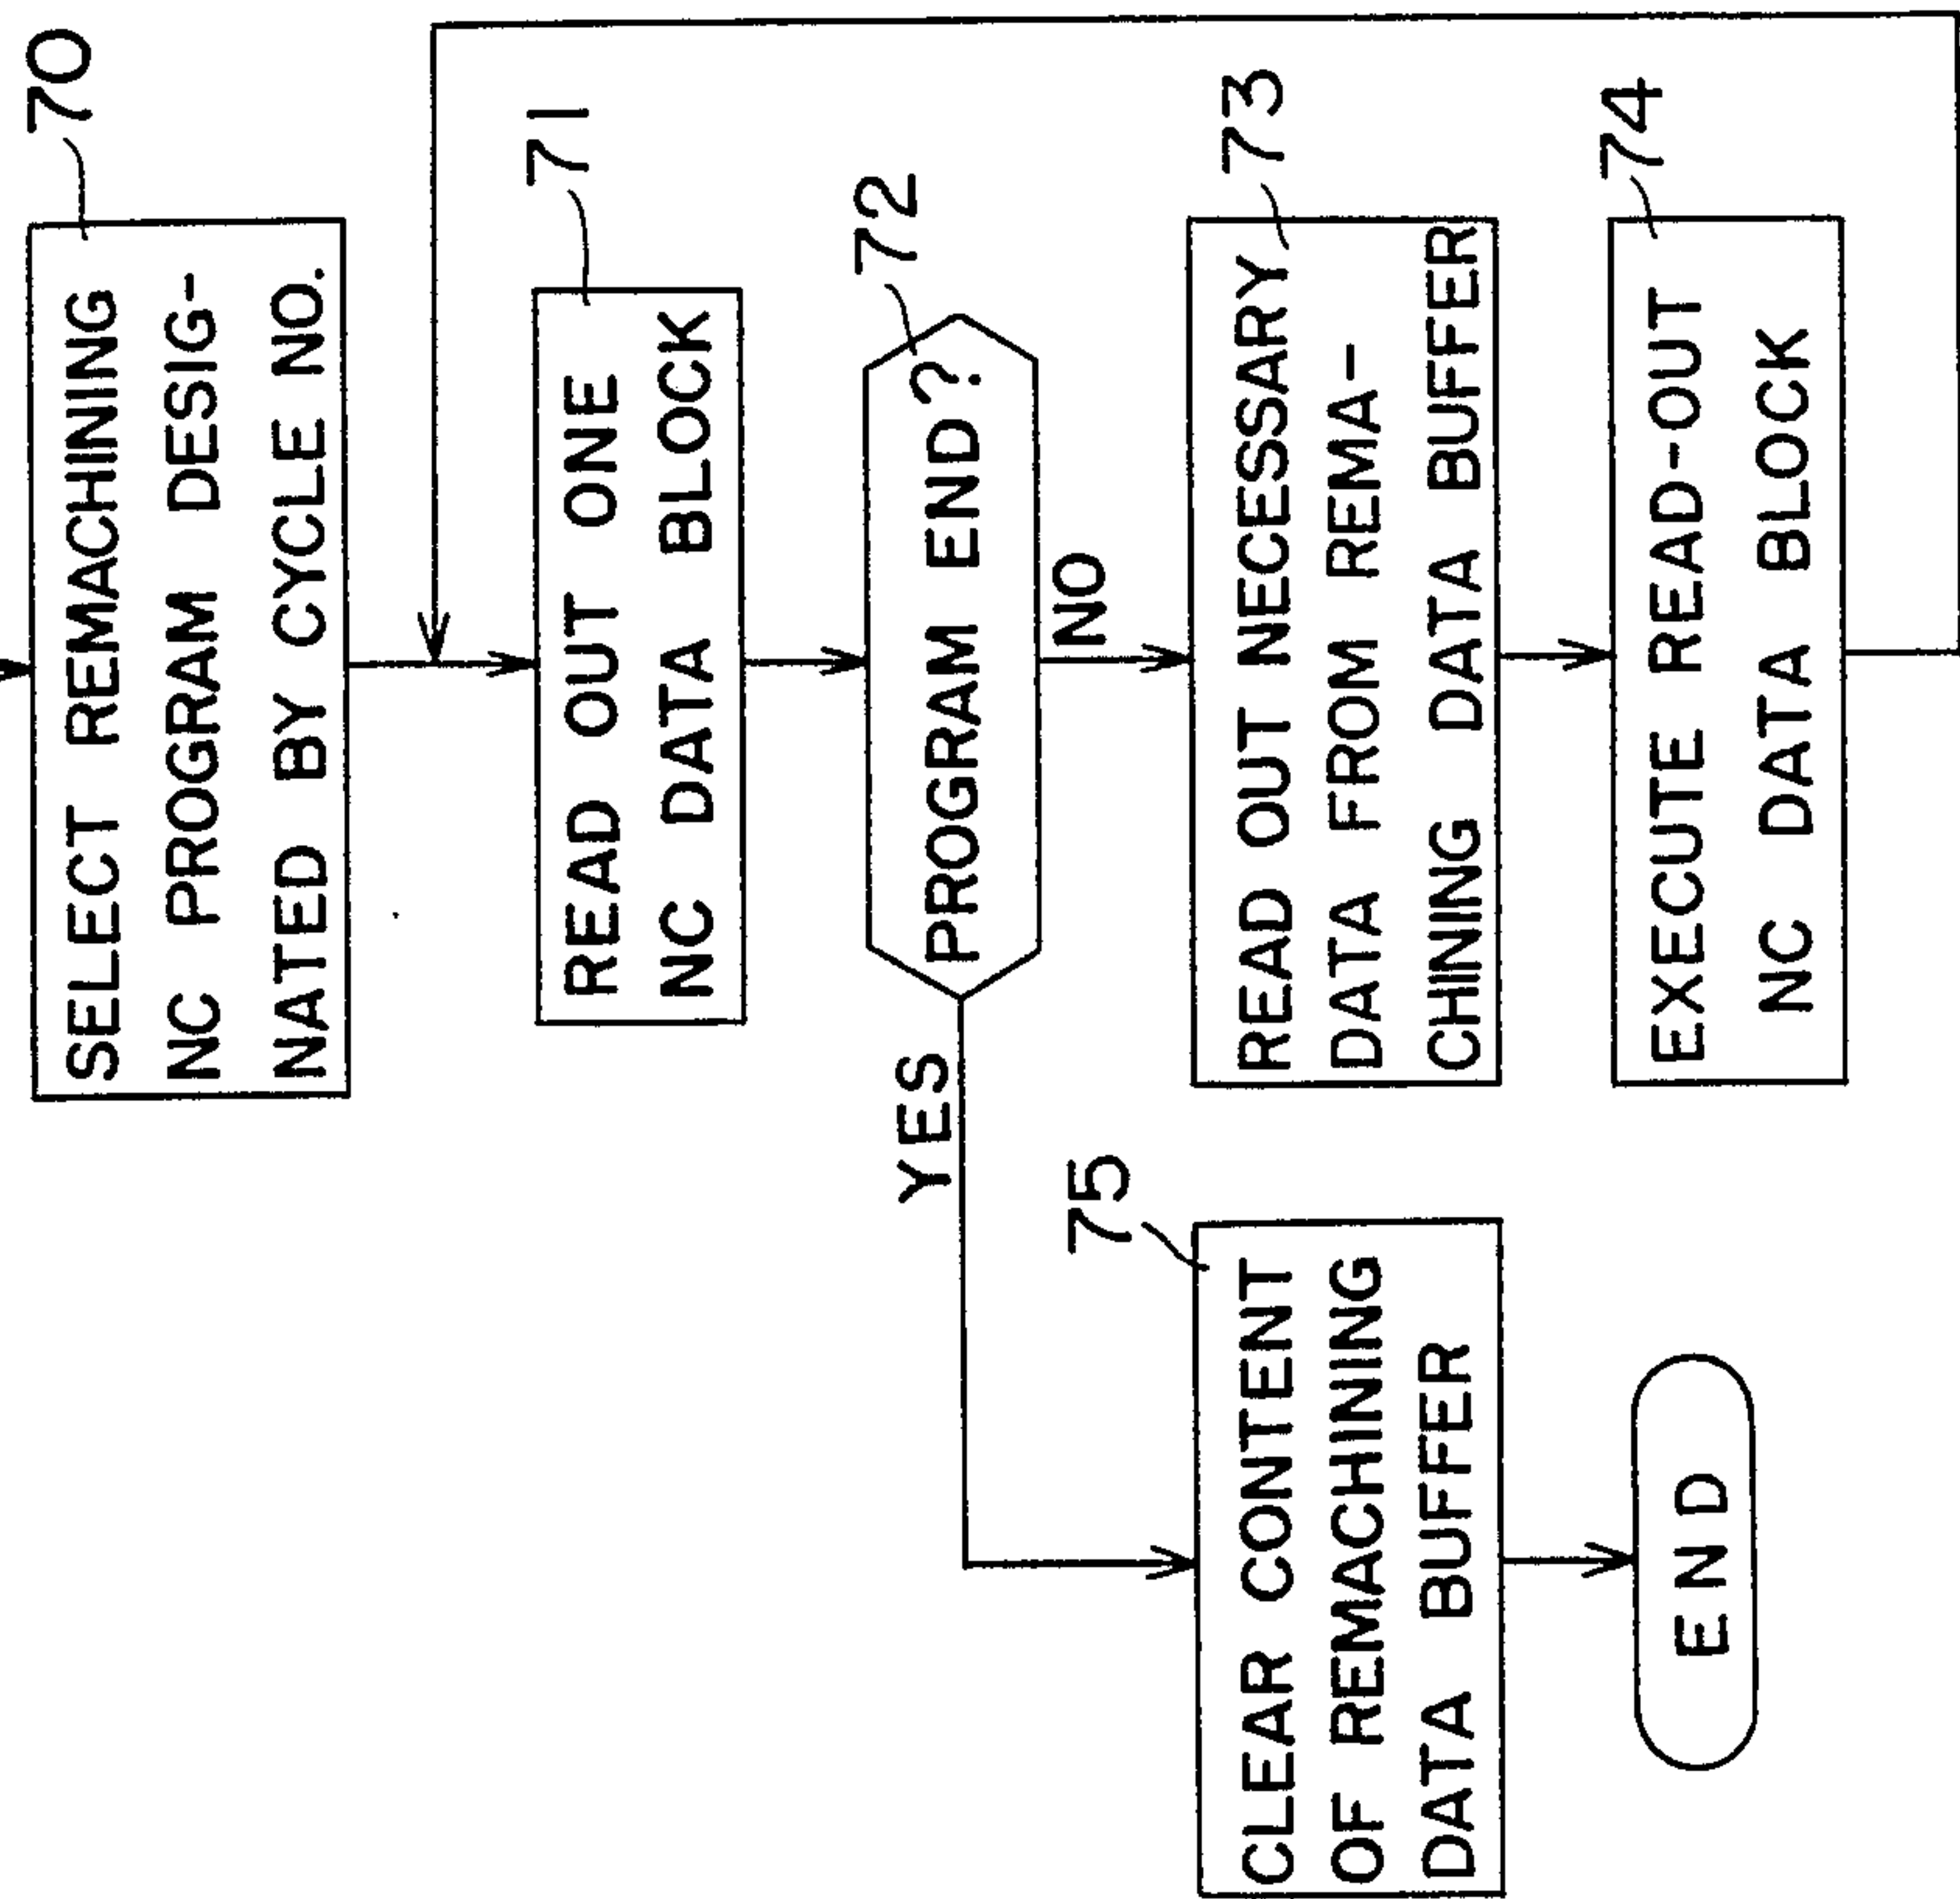 70
SELECT REMACHINING
NC PROGRAM DESIG-
NATED BY CYCLE NO.
71
READ OUT ONE
NC DATA BLOCK
72
PROGRAM END?
YES
NO
73
READ OUT NECESSARY
DATA FROM REMA-
CHINING DATA BUFFER
74
EXECUTE READ-OUT
NC DATA BLOCK
75
CLEAR CONTENT
OF REMACHINING
DATA BUFFER
END